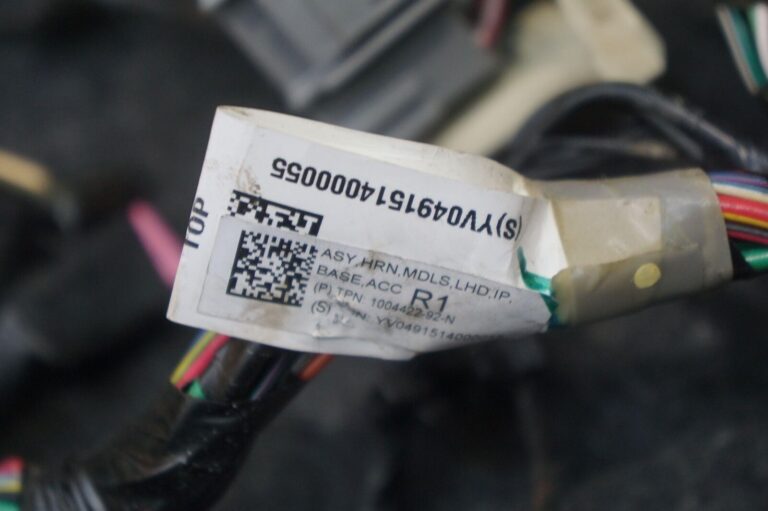 (S)YV04915140000055
TOP
ASY,HRN,MDLS,LHD,IP,
BASE,ACC R1
(P) TPN: 1004422-92-N
(S)